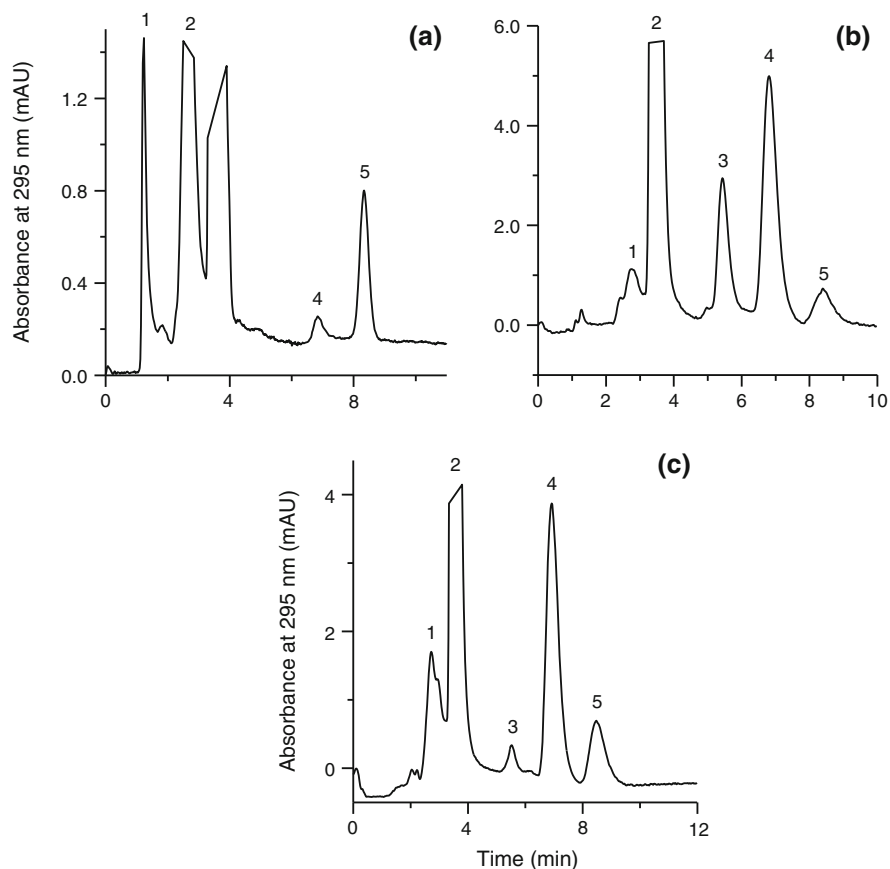 (a)
Absorbance at 295 nm (mAU)
1.2
0.8
0.4
0.0
0 4 8
1 2 4 5
(b)
6.0
4.0
2.0
0.0
0 2 4 6 8 10
1 2 3 4 5
(c)
Absorbance at 295 nm (mAU)
4
2
0
0 4 8 12
1 2 3 4 5
Time (min)